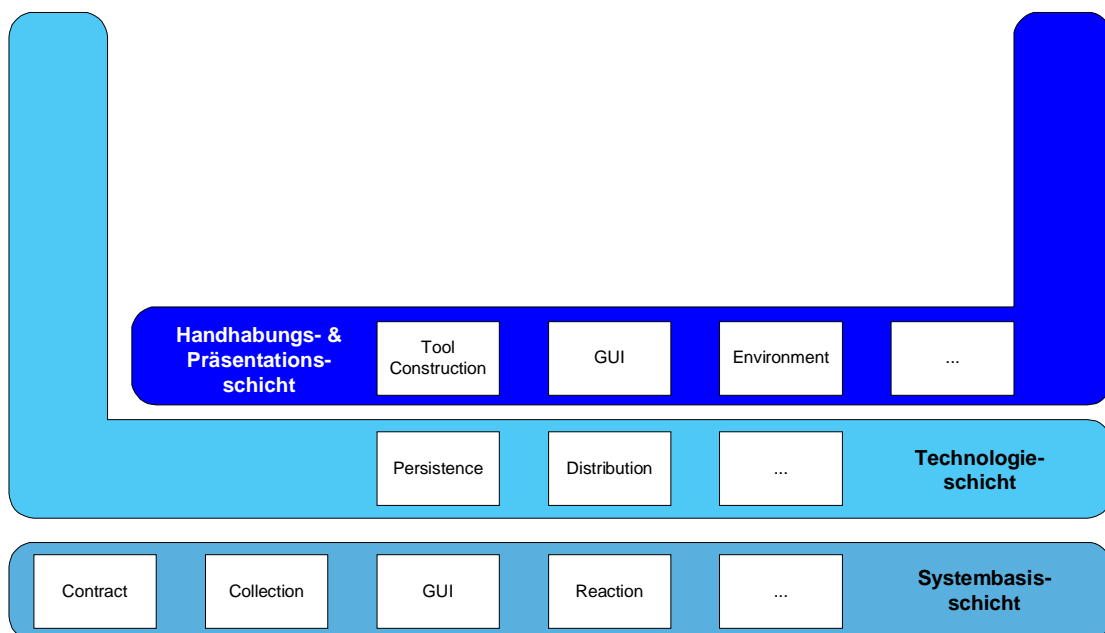 Handhabungs- &
Präsentations-
schicht
Tool
Construction
GUI
Environment
...
Persistence
Distribution
...
Technologie-
schicht
Contract
Collection
GUI
Reaction
...
Systembasis-
schicht